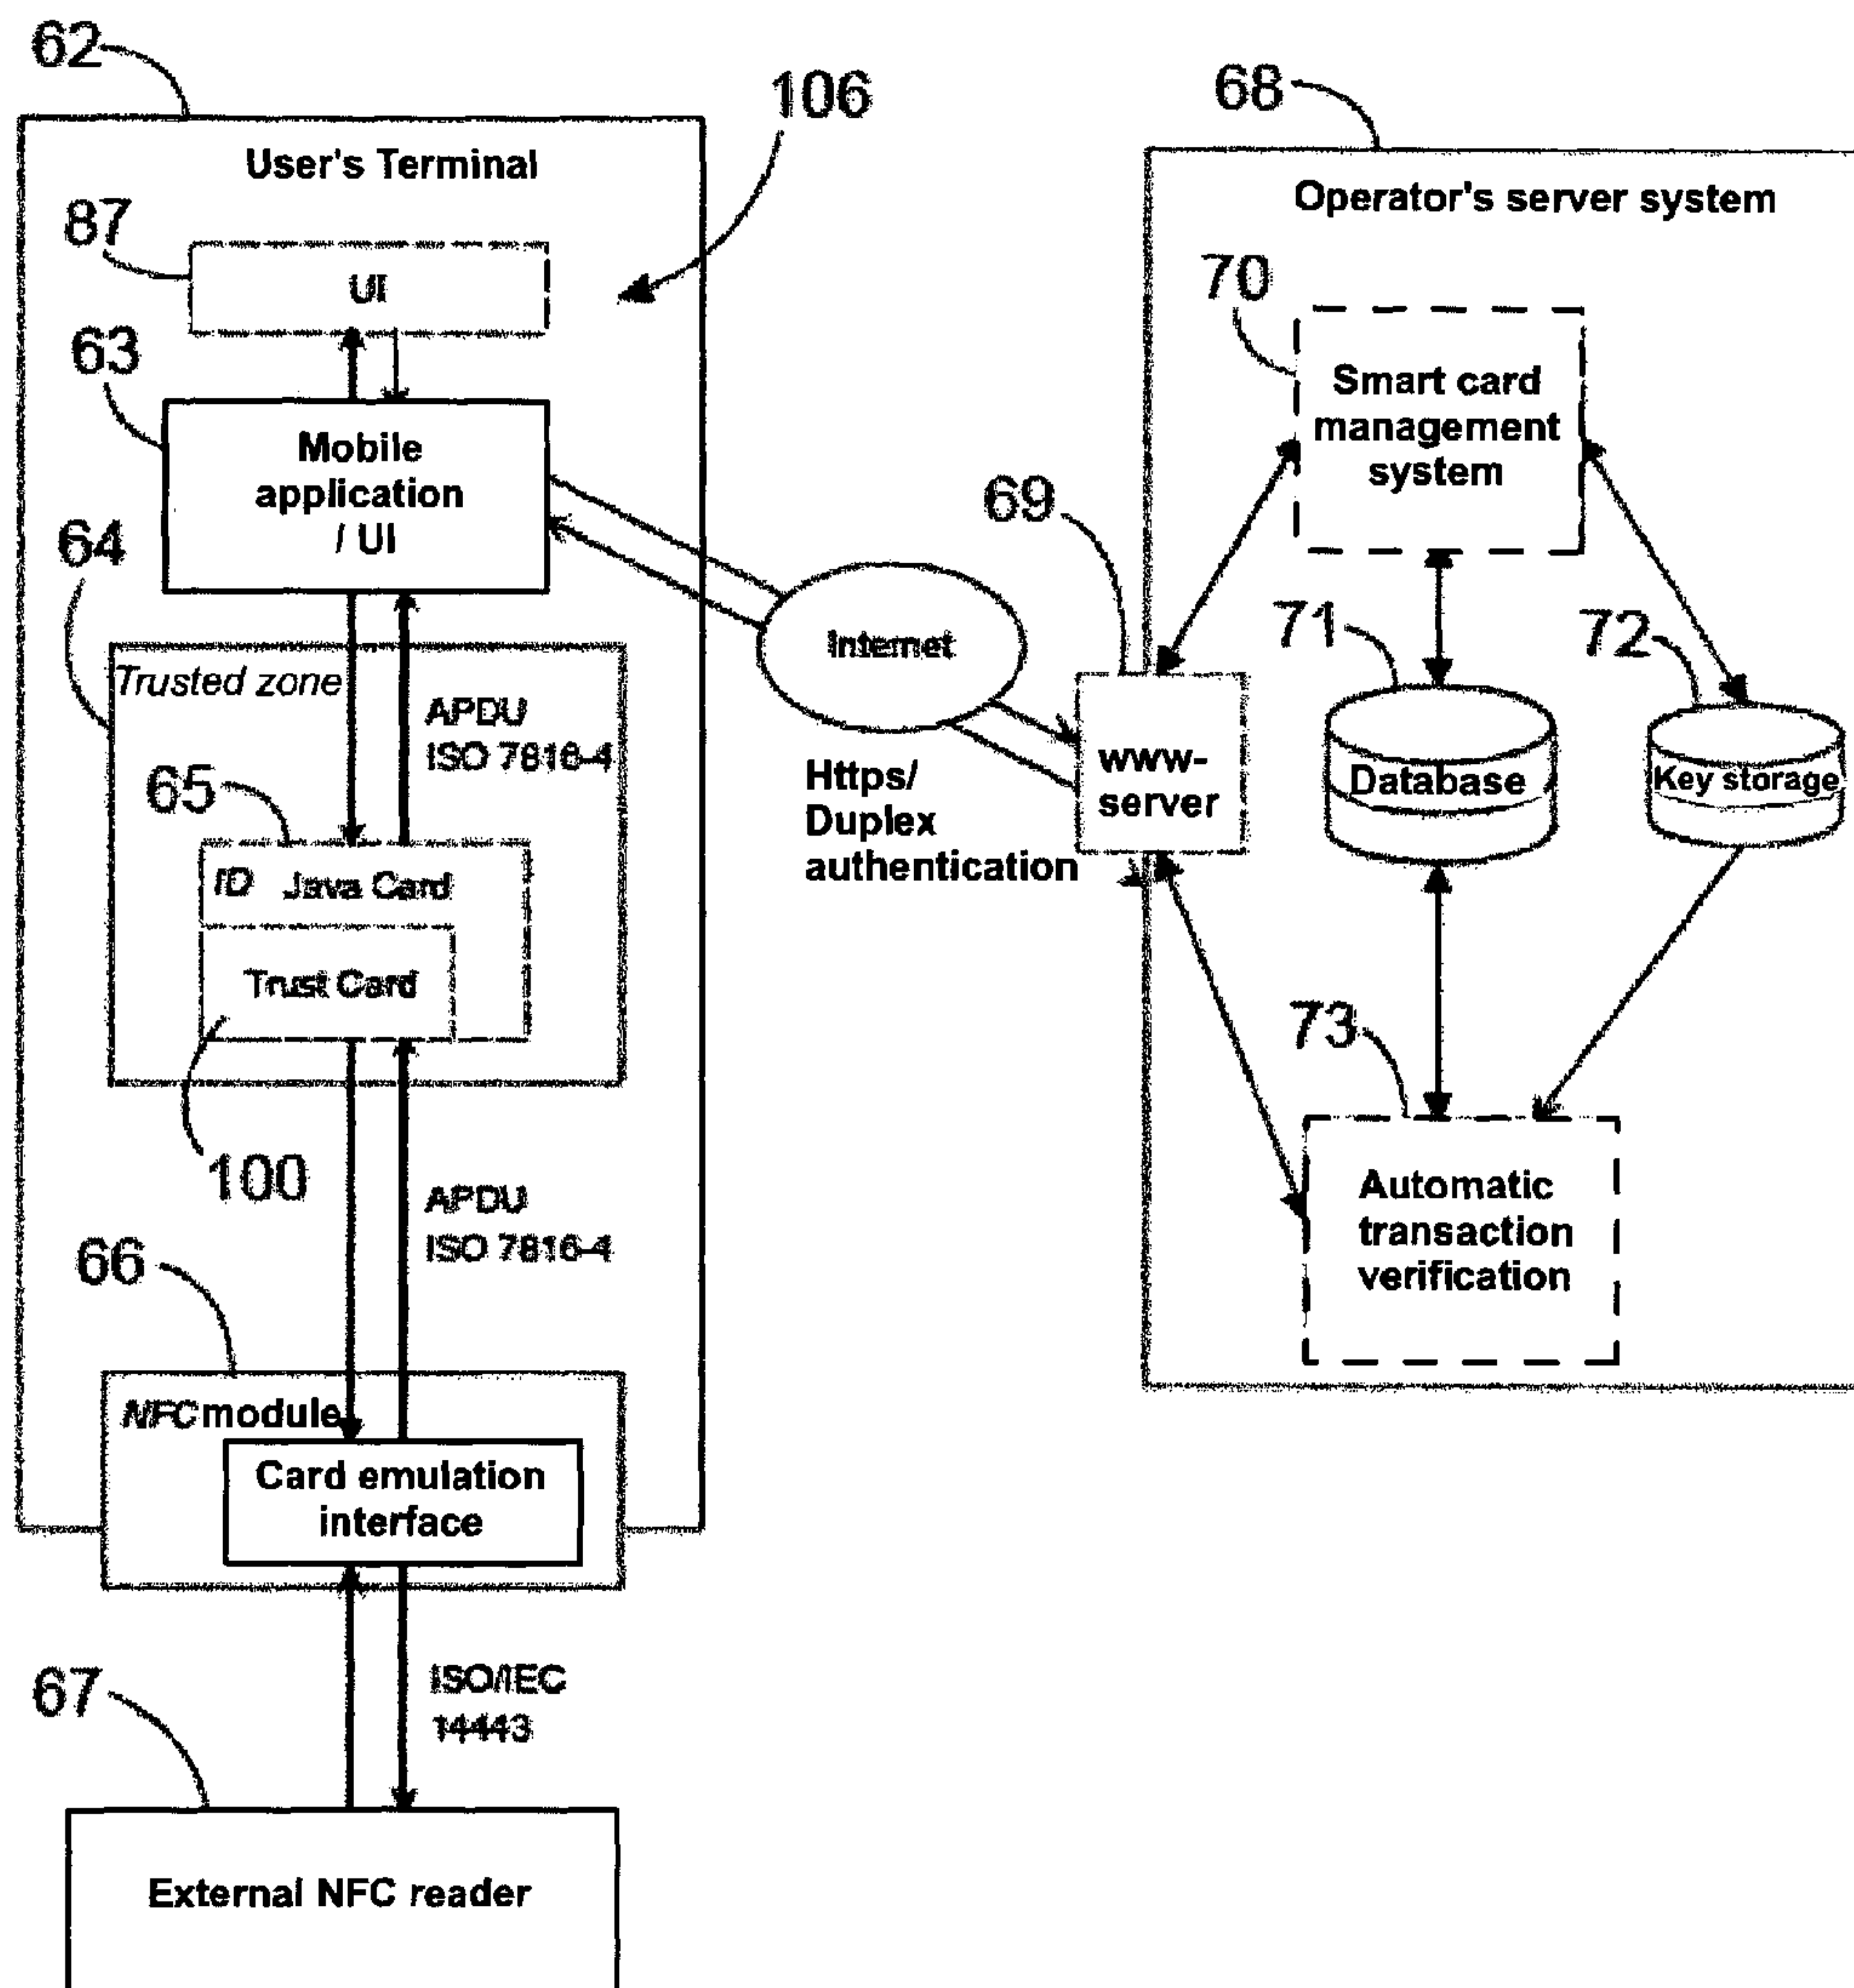 62
106
68
User's Terminal
Operator's server system
87
UI
70
63
Mobile
application
/ UI
Smart card
management
system
69
64
Internet
71
72
Trusted zone
APDU
ISO 7816-4
65
Https/
Duplex
authentication
www-
server
Database
Key storage
ID Java Card
Trust Card
73
100
APDU
ISO 7816-4
Automatic
transaction
verification
66
NFC module
Card emulation
interface
67
ISO/IEC
14443
External NFC reader